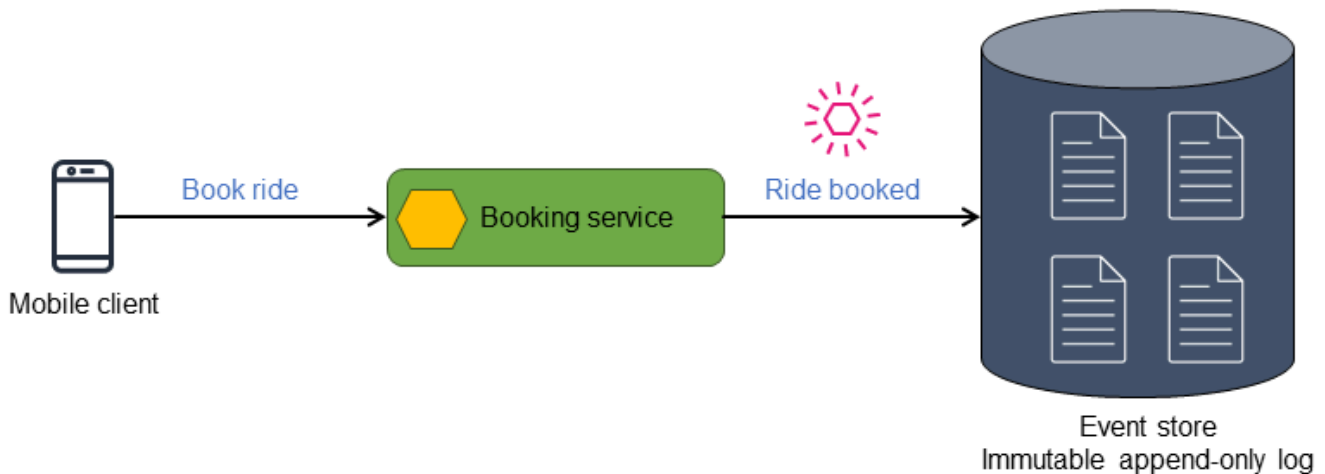 Book ride
Booking service
Ride booked
Mobile client
Event store
Immutable append-only log